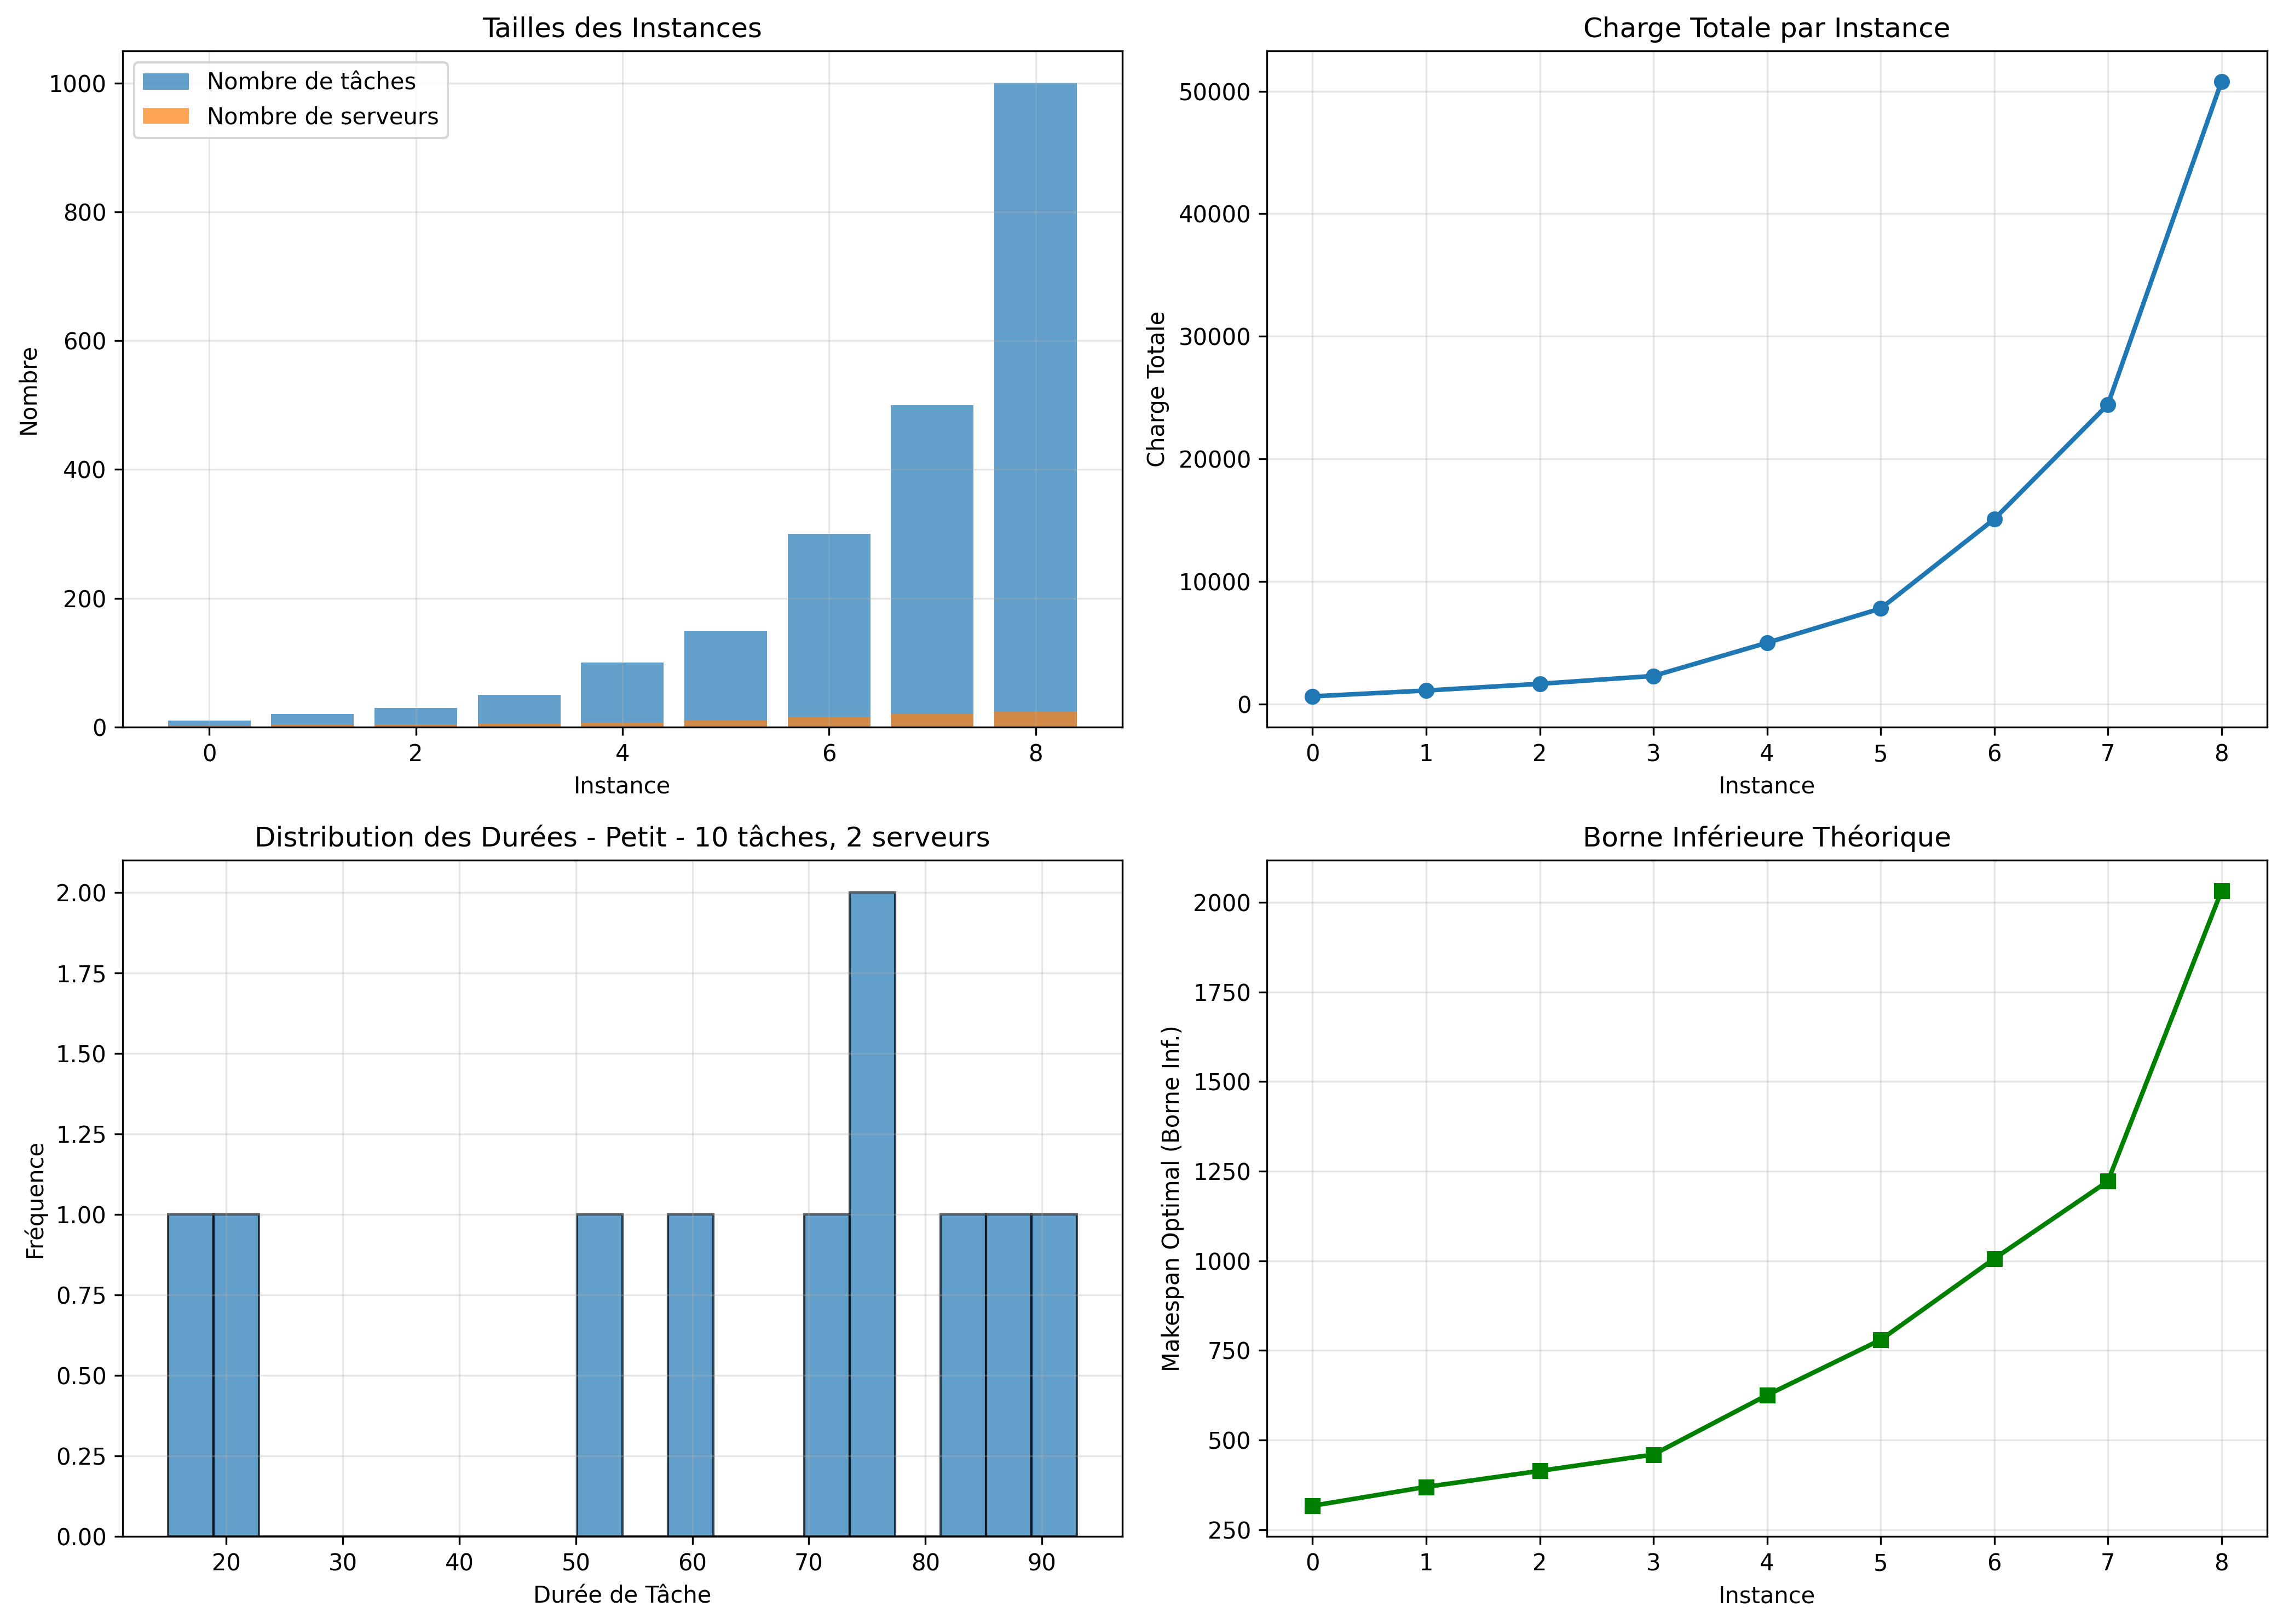 Tailles des Instances
Nombre de tâches
Nombre de serveurs
1000
800
600
400
200
0
Nombre
0 2 4 6 8
Instance
Charge Totale par Instance
50000
40000
30000
20000
10000
0
Charge Totale
0 1 2 3 4 5 6 7 8
Instance
Distribution des Durées - Petit - 10 tâches, 2 serveurs
2.00
1.75
1.50
1.25
1.00
0.75
0.50
0.25
0.00
Fréquence
20 30 40 50 60 70 80 90
Durée de Tâche
Borne Inférieure Théorique
2000
1750
1500
1250
1000
750
500
250
Makespan Optimal (Borne Inf.)
0 1 2 3 4 5 6 7 8
Instance